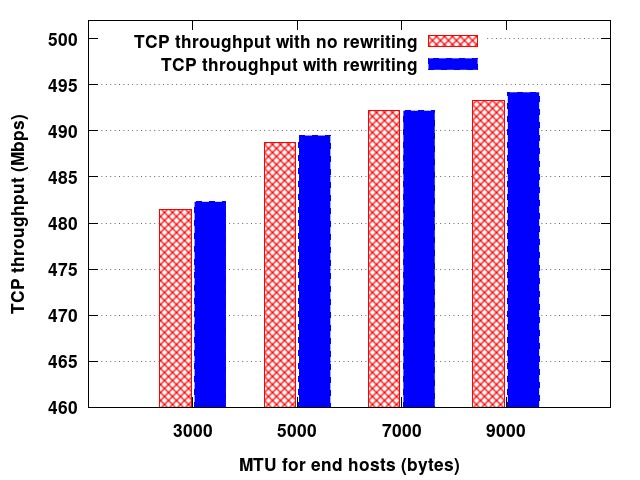 TCP throughput with no rewriting
TCP throughput with rewriting
500
495
490
485
480
475
470
465
460
TCP throughput (Mbps)
3000 5000 7000 9000
MTU for end hosts (bytes)